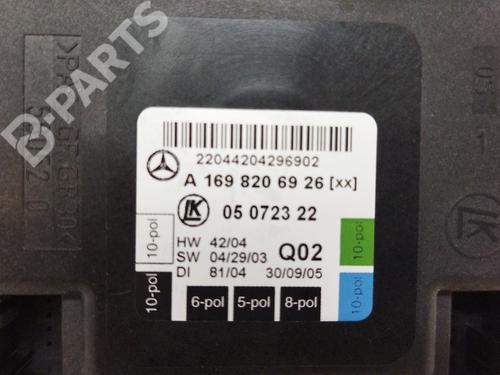 B-PARTS
22044204296902
A 169 820 69 26 [xx]
LK 05 0723 22
HW 42/04
SW 04/29/03 Q02
DI 81/04 30/09/05
10-pol
10-pol
10-pol
10-pol
6-pol 5-pol 8-pol
LK